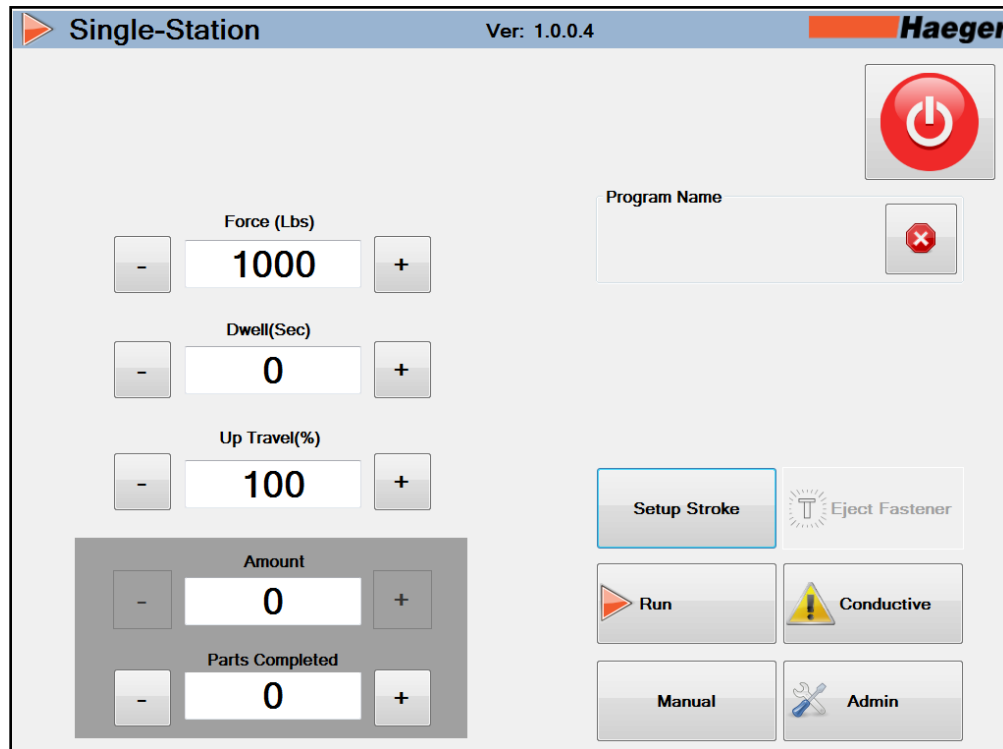 Single-Station
Ver: 1.0.0.4
Haeger
Program Name
Force (Lbs)
- 1000 +
Dwell(Sec)
- 0 +
Up Travel(%)
- 100 +
Setup Stroke
T Eject Fastener
Amount
- 0 +
Run
! Conductive
Parts Completed
- 0 +
Manual
Admin